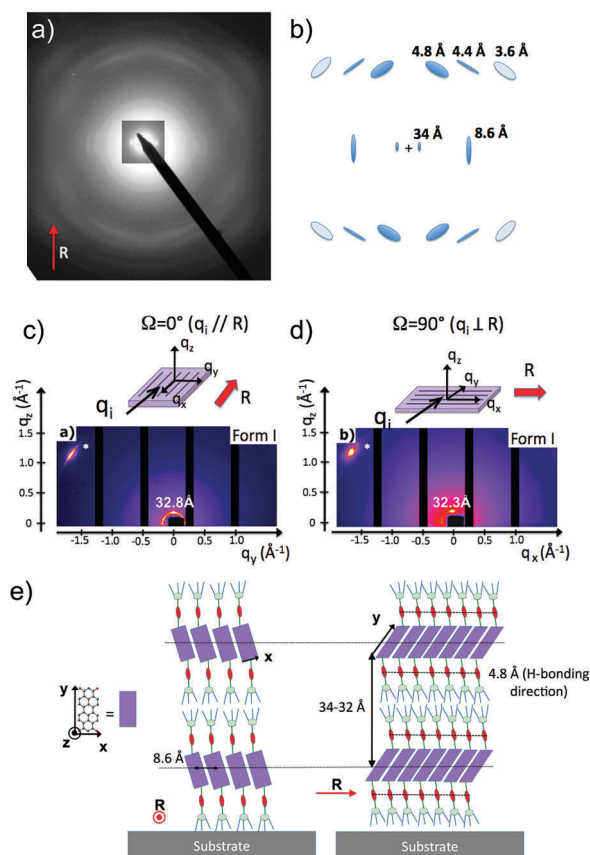 a)
R
b)
4.8 Å 4.4 Å 3.6 Å
34 Å 8.6 Å
+
c)
Ω=0° (qi // R)
qz
qy
qx
qi
R
qz (Å-1)
a)
*
Form I
32.8Å
1.5
1.0
0.5
0
-1.5 -1.0 -0.5 0 0.5 1.0 1.5
qy (Å-1)
d)
Ω=90° (qi ⊥ R)
qz
qy
qx
qi
R
qz (Å-1)
b)
*
Form I
32.3Å
1.5
1.0
0.5
0
-1.5 -1.0 -0.5 0 0.5 1.0 1.5
qx (Å-1)
e)
y
z
x
=
x
8.6 Å
R
Substrate
y
34-32 Å
4.8 Å (H-bonding
direction)
R
Substrate